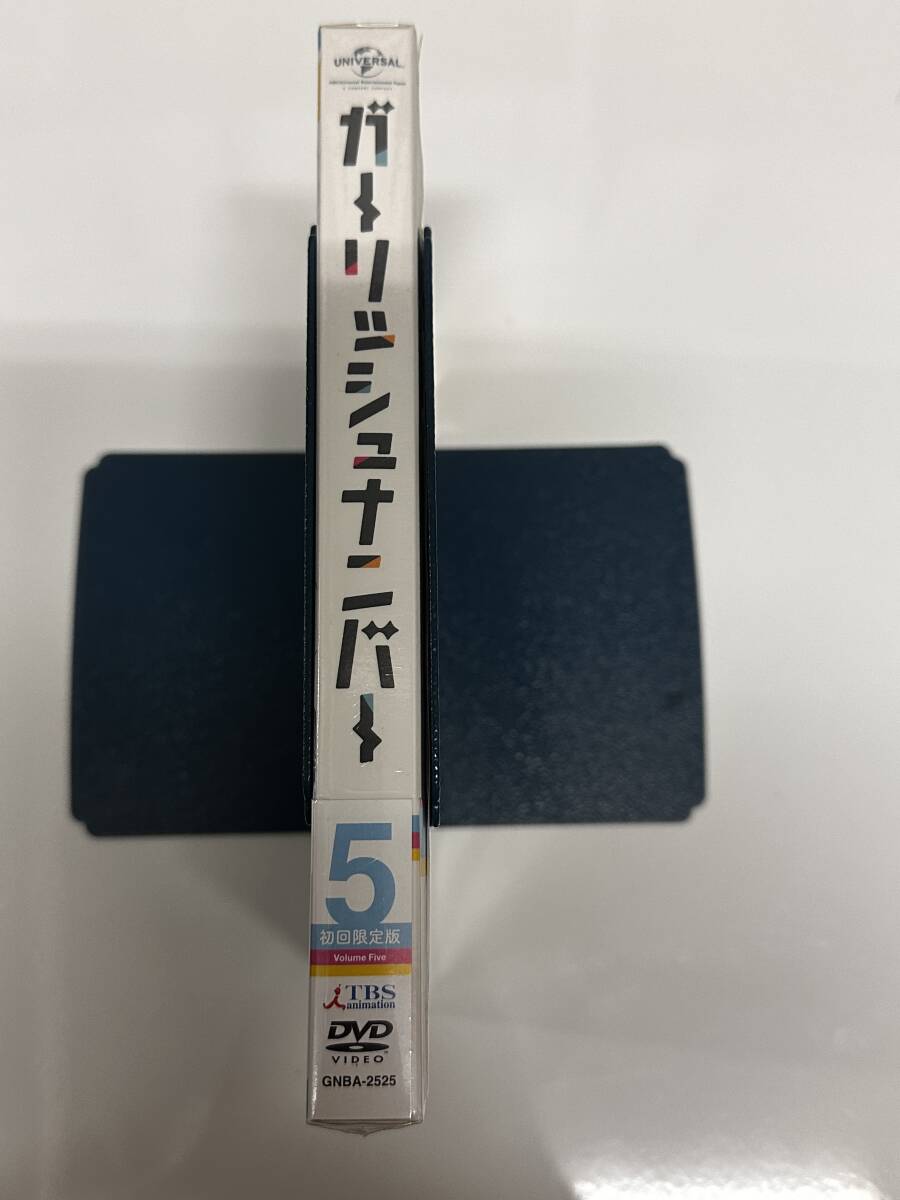 UNIVERSAL
ガーリッシュナンバー
5
初回限定版
Volume Five
TBS
animation
DVD
VIDEO
GNBA-2525